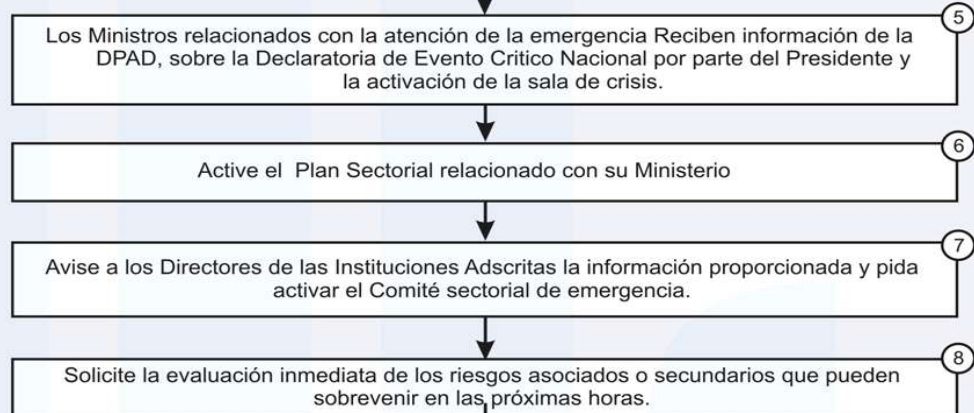 5
Los Ministros relacionados con la atención de la emergencia Reciben información de la
DPAD, sobre la Declaratoria de Evento Critico Nacional por parte del Presidente y
la activación de la sala de crisis.
6
Active el Plan Sectorial relacionado con su Ministerio
7
Avise a los Directores de las Instituciones Adscritas la información proporcionada y pida
activar el Comité sectorial de emergencia.
8
Solicite la evaluación inmediata de los riesgos asociados o secundarios que pueden
sobrevenir en las próximas horas.